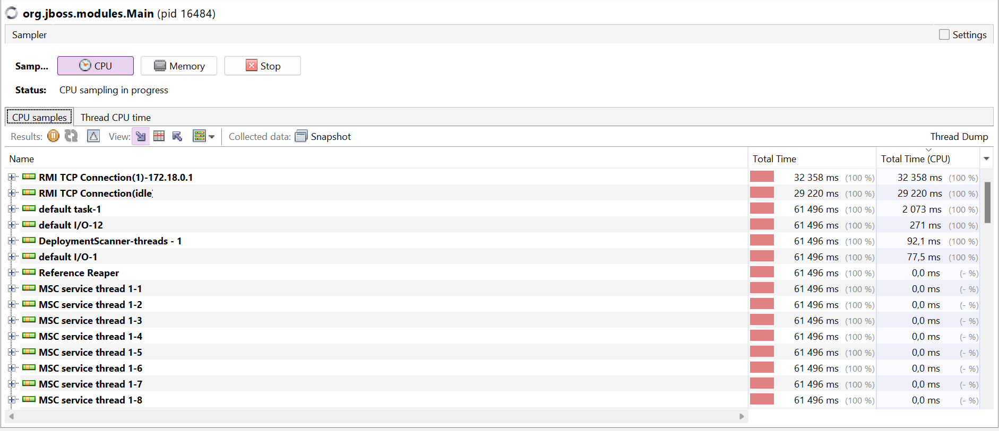 org.jboss.modules.Main (pid 16484)
Sampler Settings
Samp... CPU Memory Stop
Status: CPU sampling in progress
CPU samples Thread CPU time
Results: View: Collected data: Snapshot Thread Dump
Name Total Time Total Time (CPU)
RMI TCP Connection(1)-172.18.0.1 32 358 ms (100 %) 32 358 ms (100 %)
RMI TCP Connection(idle) 29 220 ms (100 %) 29 220 ms (100 %)
default task-1 61 496 ms (100 %) 2 073 ms (100 %)
default I/O-12 61 496 ms (100 %) 271 ms (100 %)
DeploymentScanner-threads - 1 61 496 ms (100 %) 92,1 ms (100 %)
default I/O-1 61 496 ms (100 %) 77,5 ms (100 %)
Reference Reaper 61 496 ms (100 %) 0,0 ms (- %)
MSC service thread 1-1 61 496 ms (100 %) 0,0 ms (- %)
MSC service thread 1-2 61 496 ms (100 %) 0,0 ms (- %)
MSC service thread 1-3 61 496 ms (100 %) 0,0 ms (- %)
MSC service thread 1-4 61 496 ms (100 %) 0,0 ms (- %)
MSC service thread 1-5 61 496 ms (100 %) 0,0 ms (- %)
MSC service thread 1-6 61 496 ms (100 %) 0,0 ms (- %)
MSC service thread 1-7 61 496 ms (100 %) 0,0 ms (- %)
MSC service thread 1-8 61 496 ms (100 %) 0,0 ms (- %)